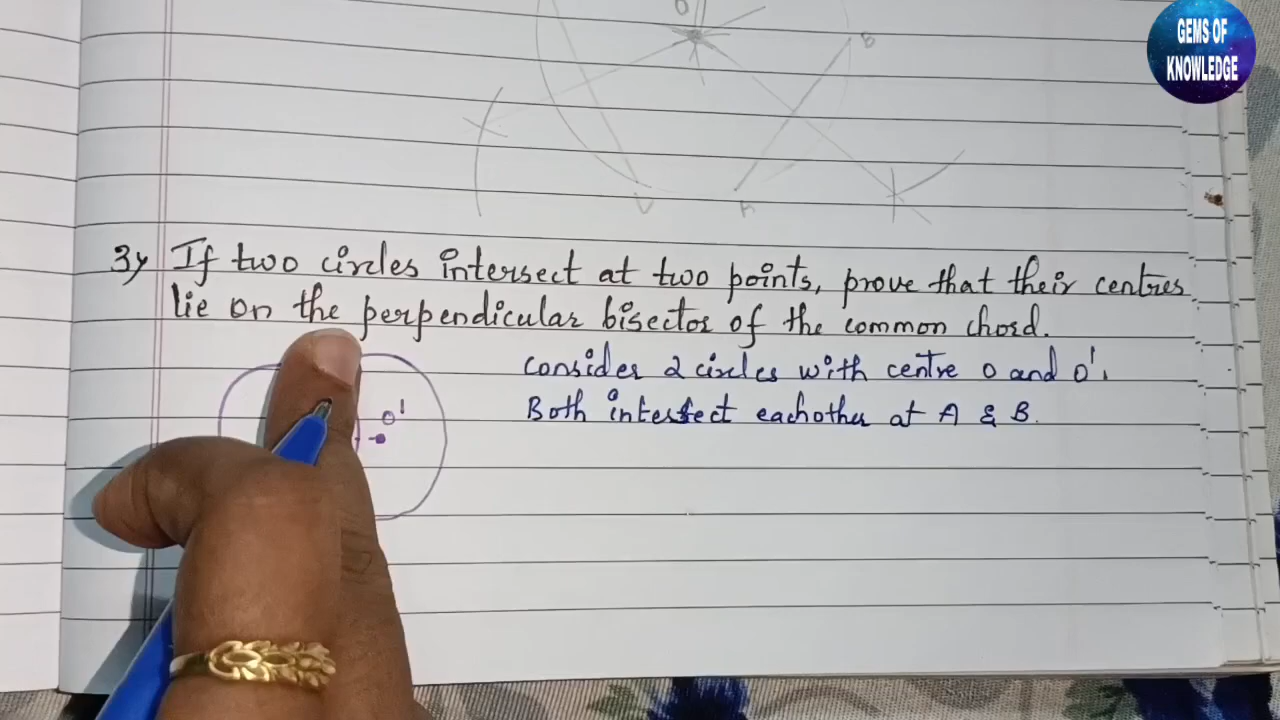 GEMS OF
KNOWLEDGE
O
B
3y If two circles intersect at two points, prove that their centres
lie on the perpendicular bisector of the common chord.
Consider 2 circles with centre O and O'.
Both intersect eachother at A & B.
O'